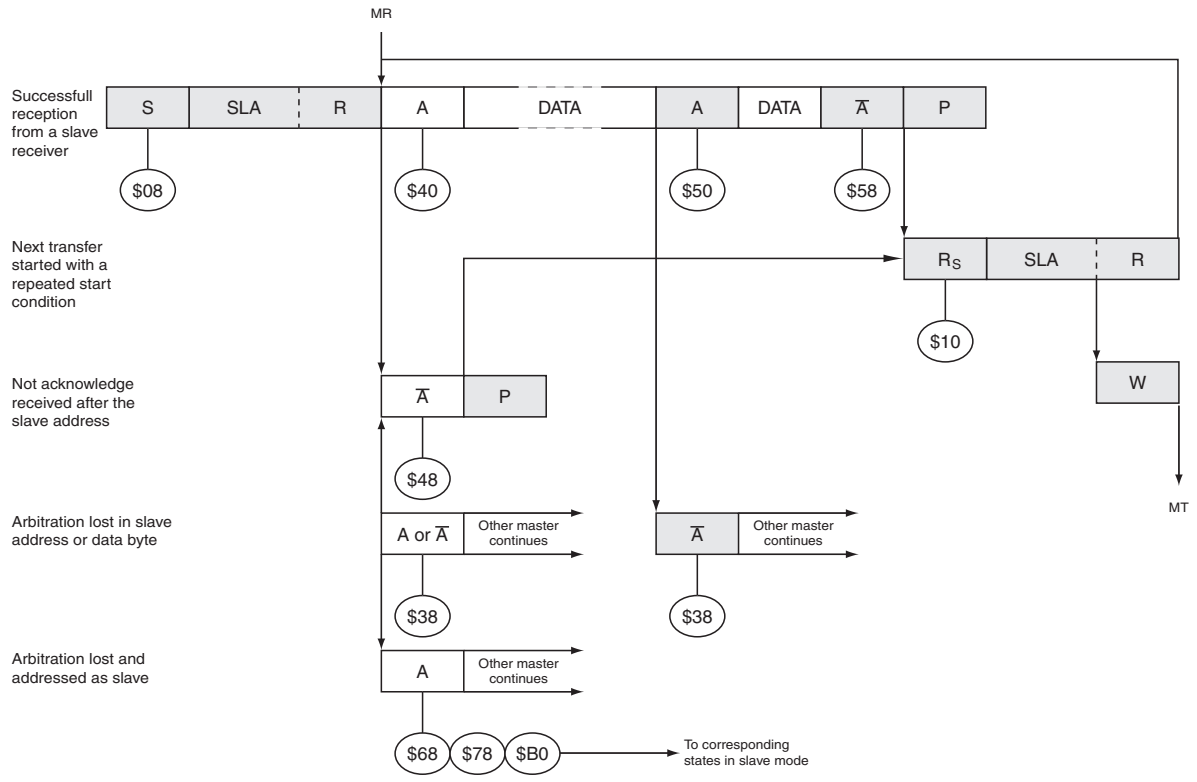 MR
Successfull
reception
from a slave
receiver
S SLA R A DATA A DATA A̅ P
$08 $40 $50 $58
Next transfer
started with a
repeated start
condition
RS SLA R
$10
Not acknowledge
received after the
slave address
A̅ P
W
$48
MT
Arbitration lost in slave
address or data byte
A or A̅
Other master
continues
A̅
Other master
continues
$38 $38
Arbitration lost and
addressed as slave
A
Other master
continues
$68 $78 $B0
To corresponding
states in slave mode